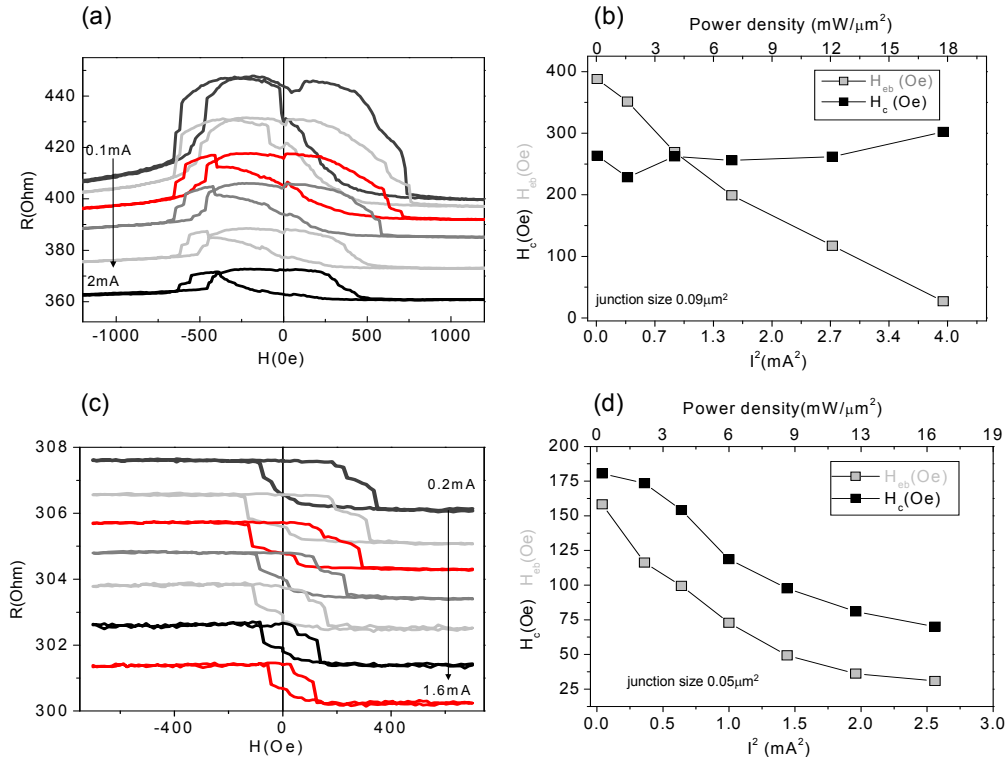 (a)
R(Ohm)
440
420
400
380
360
0.1mA
2mA
-1000
-500
0
500
1000
H(0e)
(b)
Power density (mW/μm²)
0 2 4 7 9 12 14 16 18
H_c(Oe) H_eb(Oe)
400
300
200
100
0
H_eb (Oe)
H_c (Oe)
junction size 0.09μm²
0.0 0.7 1.3 2.0 2.7 3.4 4.0
I²(mA²)
(c)
R(Ohm)
308
306
304
302
300
0.2mA
1.6mA
-400
0
400
H(Oe)
(d)
Power density(mW/μm²)
0 3 6 9 13 16 19
H_c(Oe) H_eb(Oe)
200
175
150
125
100
75
50
25
H_eb(Oe)
H_c(Oe)
junction size 0.05μm²
0.0 0.5 1.0 1.5 2.0 2.5 3.0
I² (mA²)